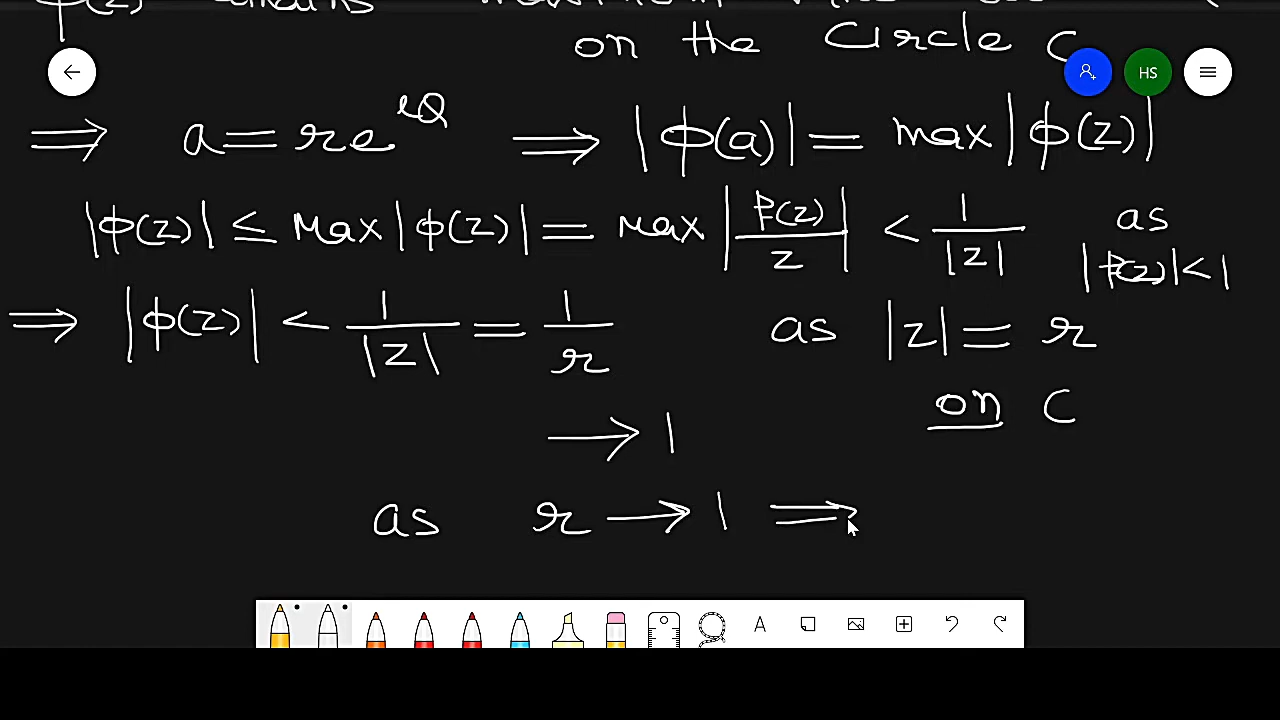 on the Circle C
HS
⇒ a = re^{iθ} ⇒ |ϕ(a)| = max |ϕ(z)|
|ϕ(z)| ≤ Max |ϕ(z)| = max |f(z)/z| < 1/|z| as |f(z)| < 1
⇒ |ϕ(z)| < 1/|z| = 1/r as |z| = r
on C
→ 1
as r → 1 ⇒
A